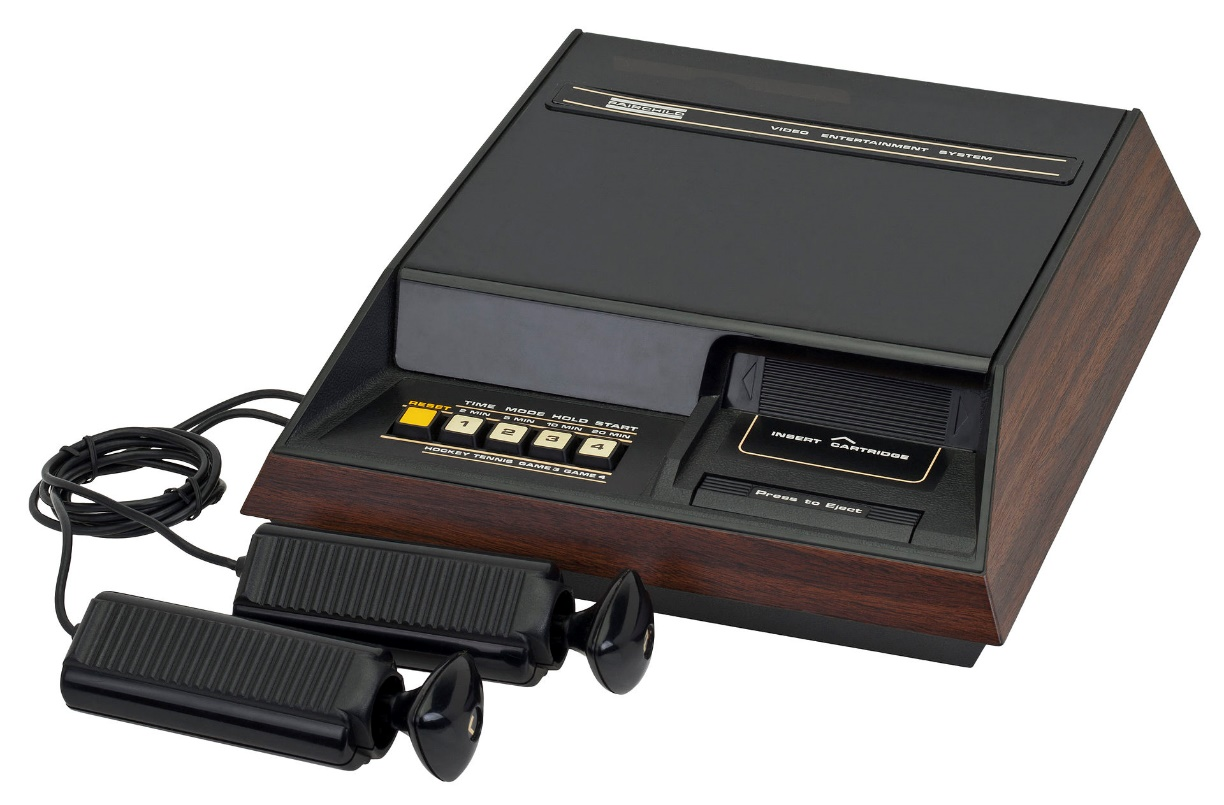 FAIRCHILD
VIDEO ENTERTAINMENT SYSTEM
RESET TIME MODE HOLD START
2 MIN 5 MIN 10 MIN 20 MIN
1 2 3 4
HOCKEY TENNIS GAME 3 GAME 4
INSERT CARTRIDGE
Press to Eject